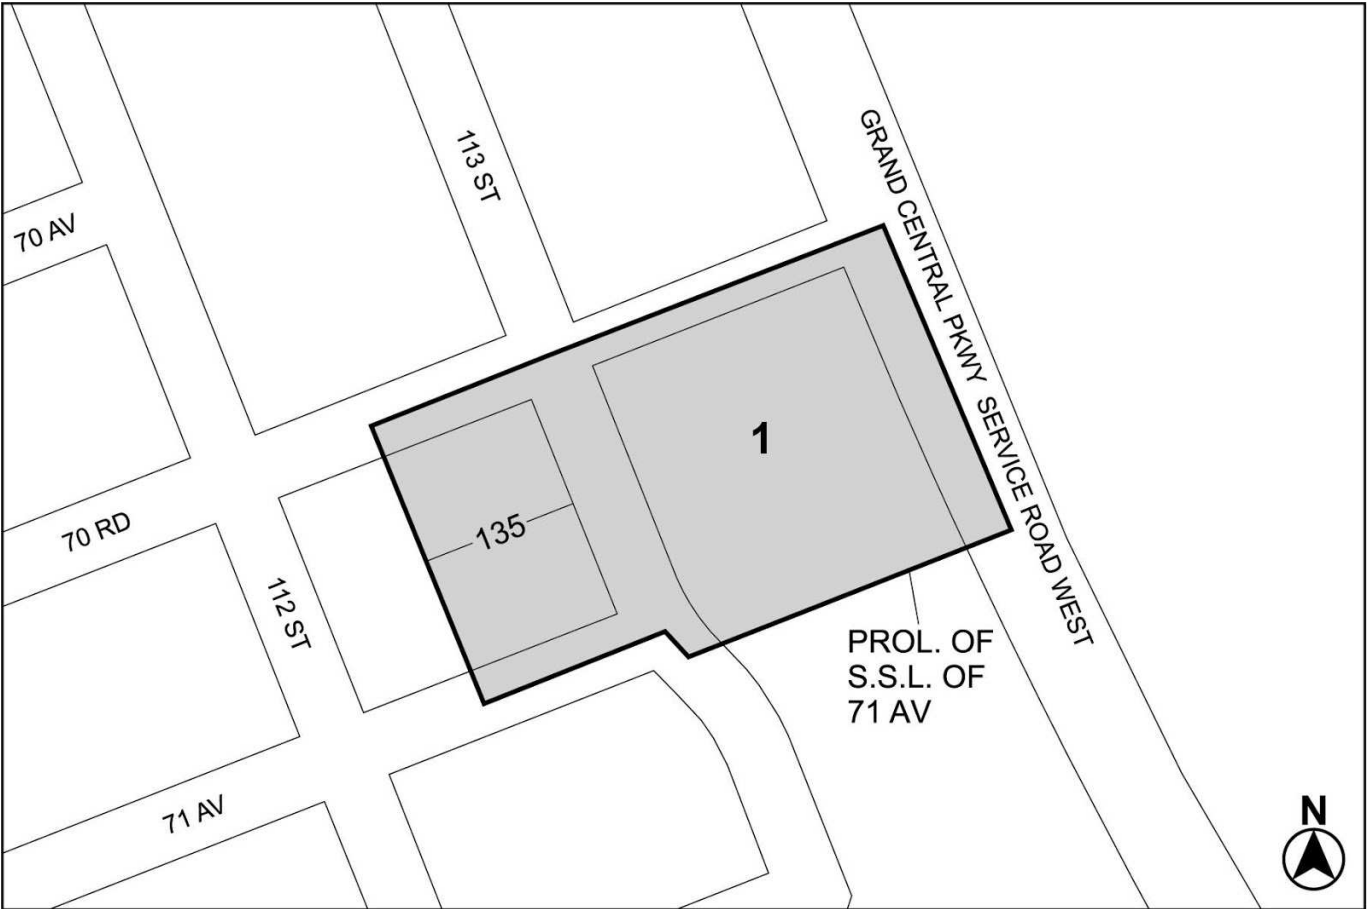 113 ST
GRAND CENTRAL PKWY SERVICE ROAD WEST
70 AV
1
135
70 RD
112 ST
PROL. OF
S.S.L. OF
71 AV
71 AV
N